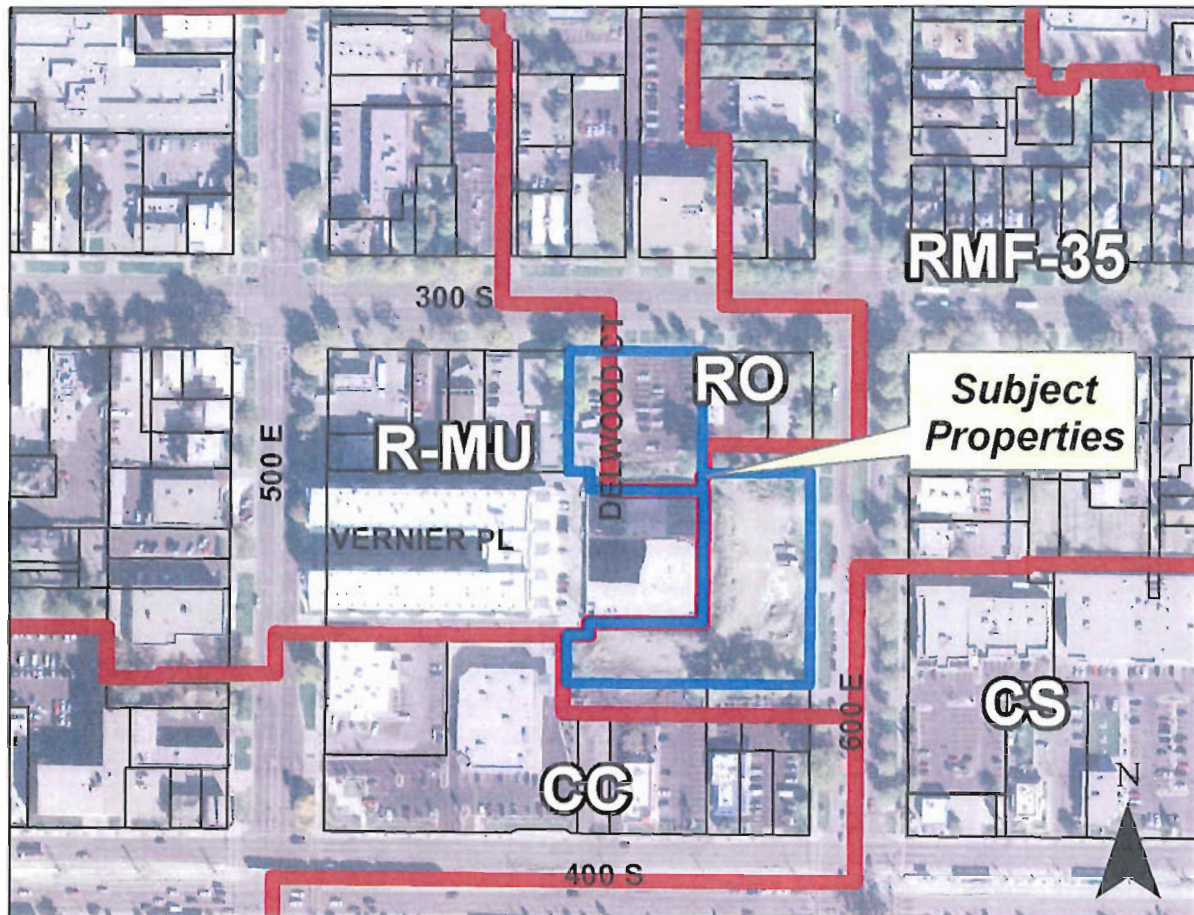 RMF-35
300 S
DELWOOD CT
RO
Subject
Properties
R-MU
500 E
VERNIER PL
600 E
CS
CC
N
400 S